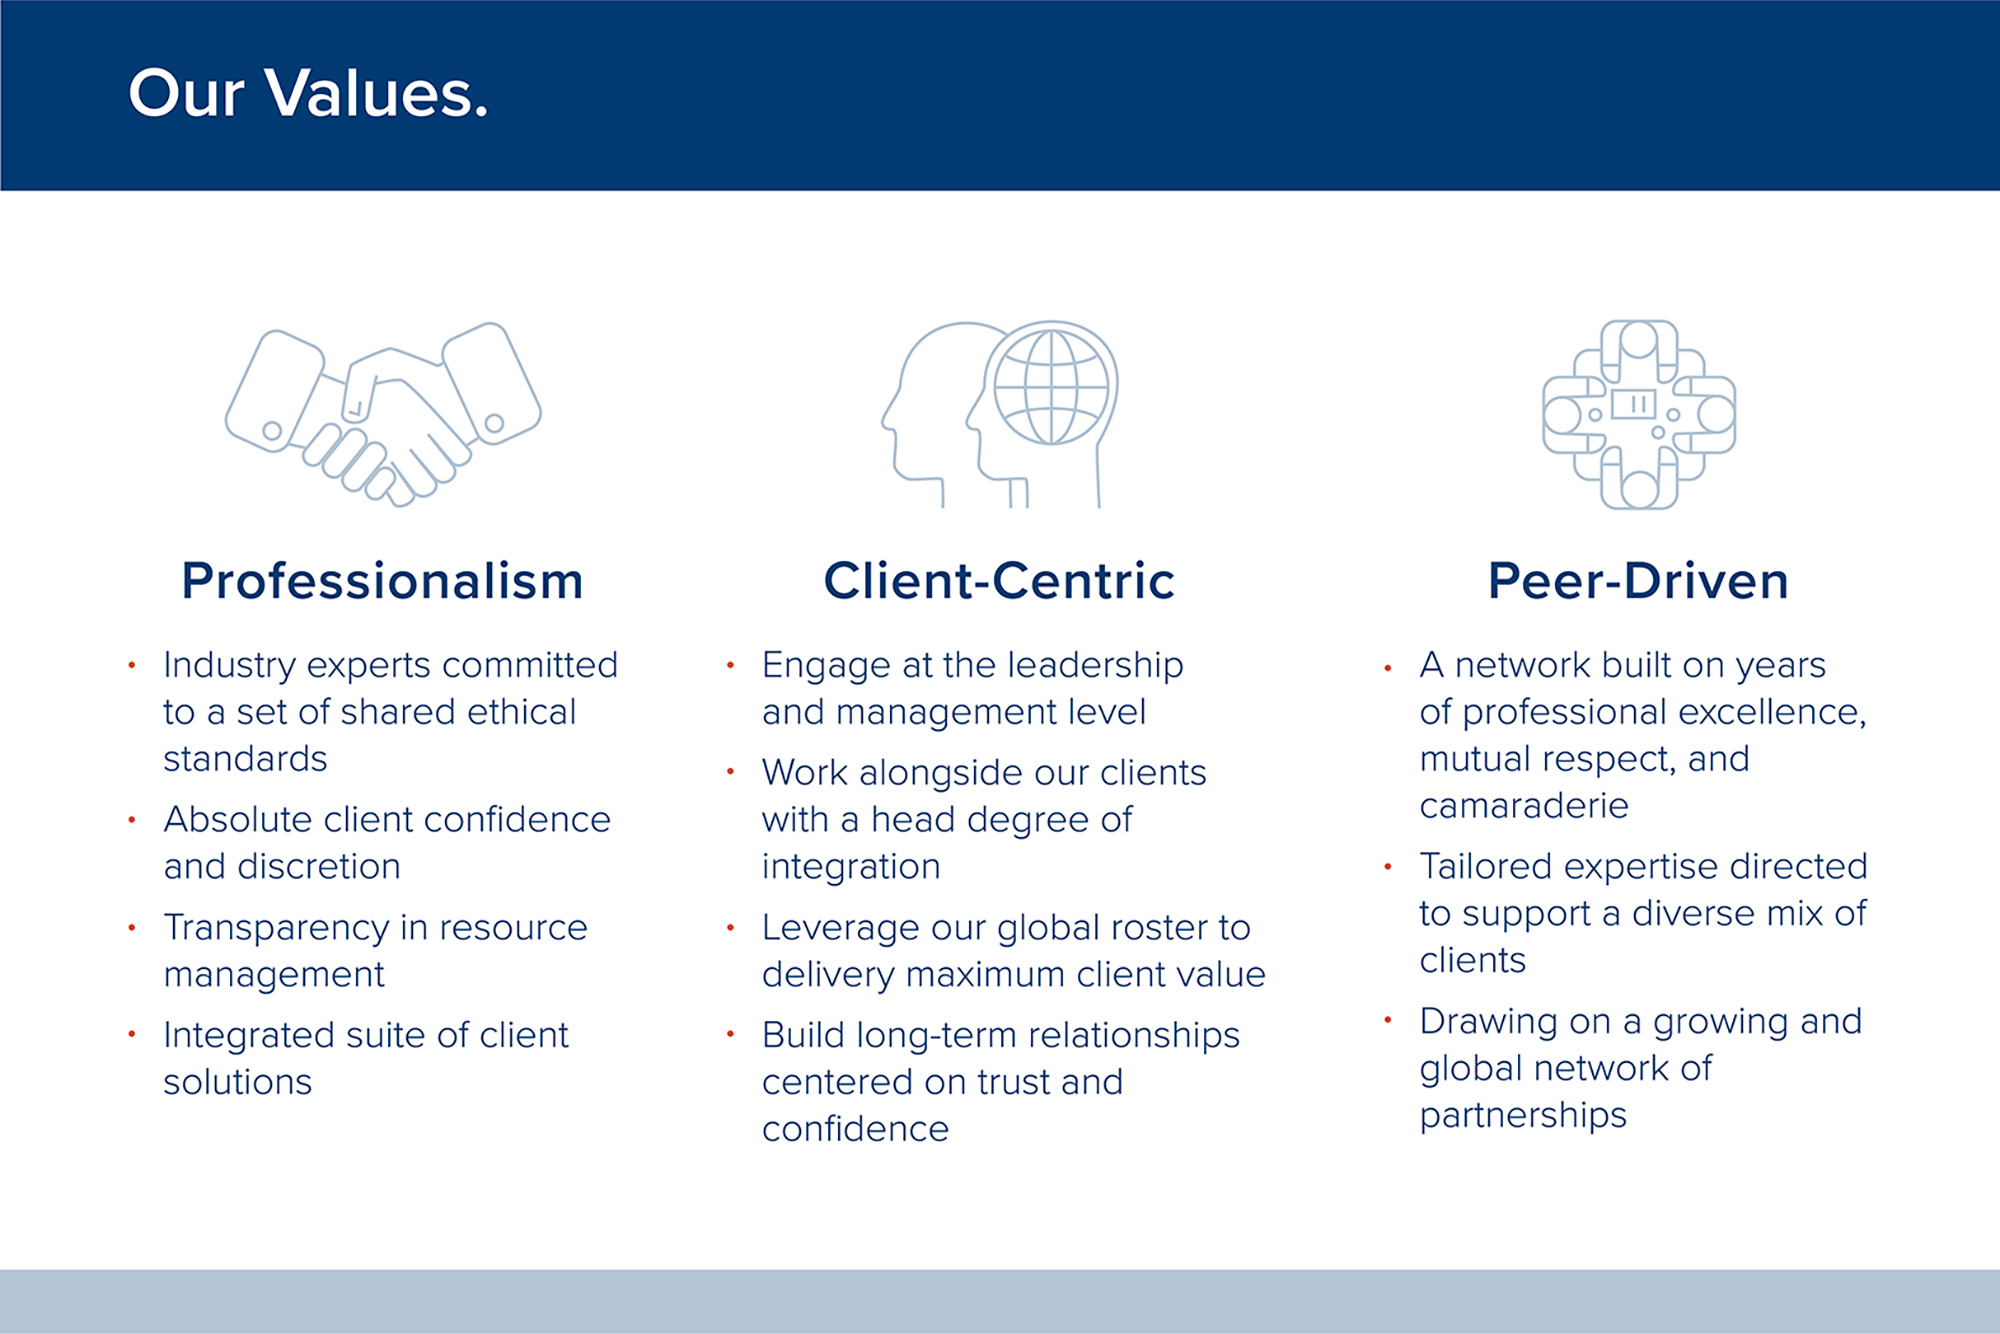 Our Values.
Professionalism
• Industry experts committed
to a set of shared ethical
standards
• Absolute client confidence
and discretion
• Transparency in resource
management
• Integrated suite of client
solutions
Client-Centric
• Engage at the leadership
and management level
• Work alongside our clients
with a head degree of
integration
• Leverage our global roster to
delivery maximum client value
• Build long-term relationships
centered on trust and
confidence
Peer-Driven
• A network built on years
of professional excellence,
mutual respect, and
camaraderie
• Tailored expertise directed
to support a diverse mix of
clients
• Drawing on a growing and
global network of
partnerships